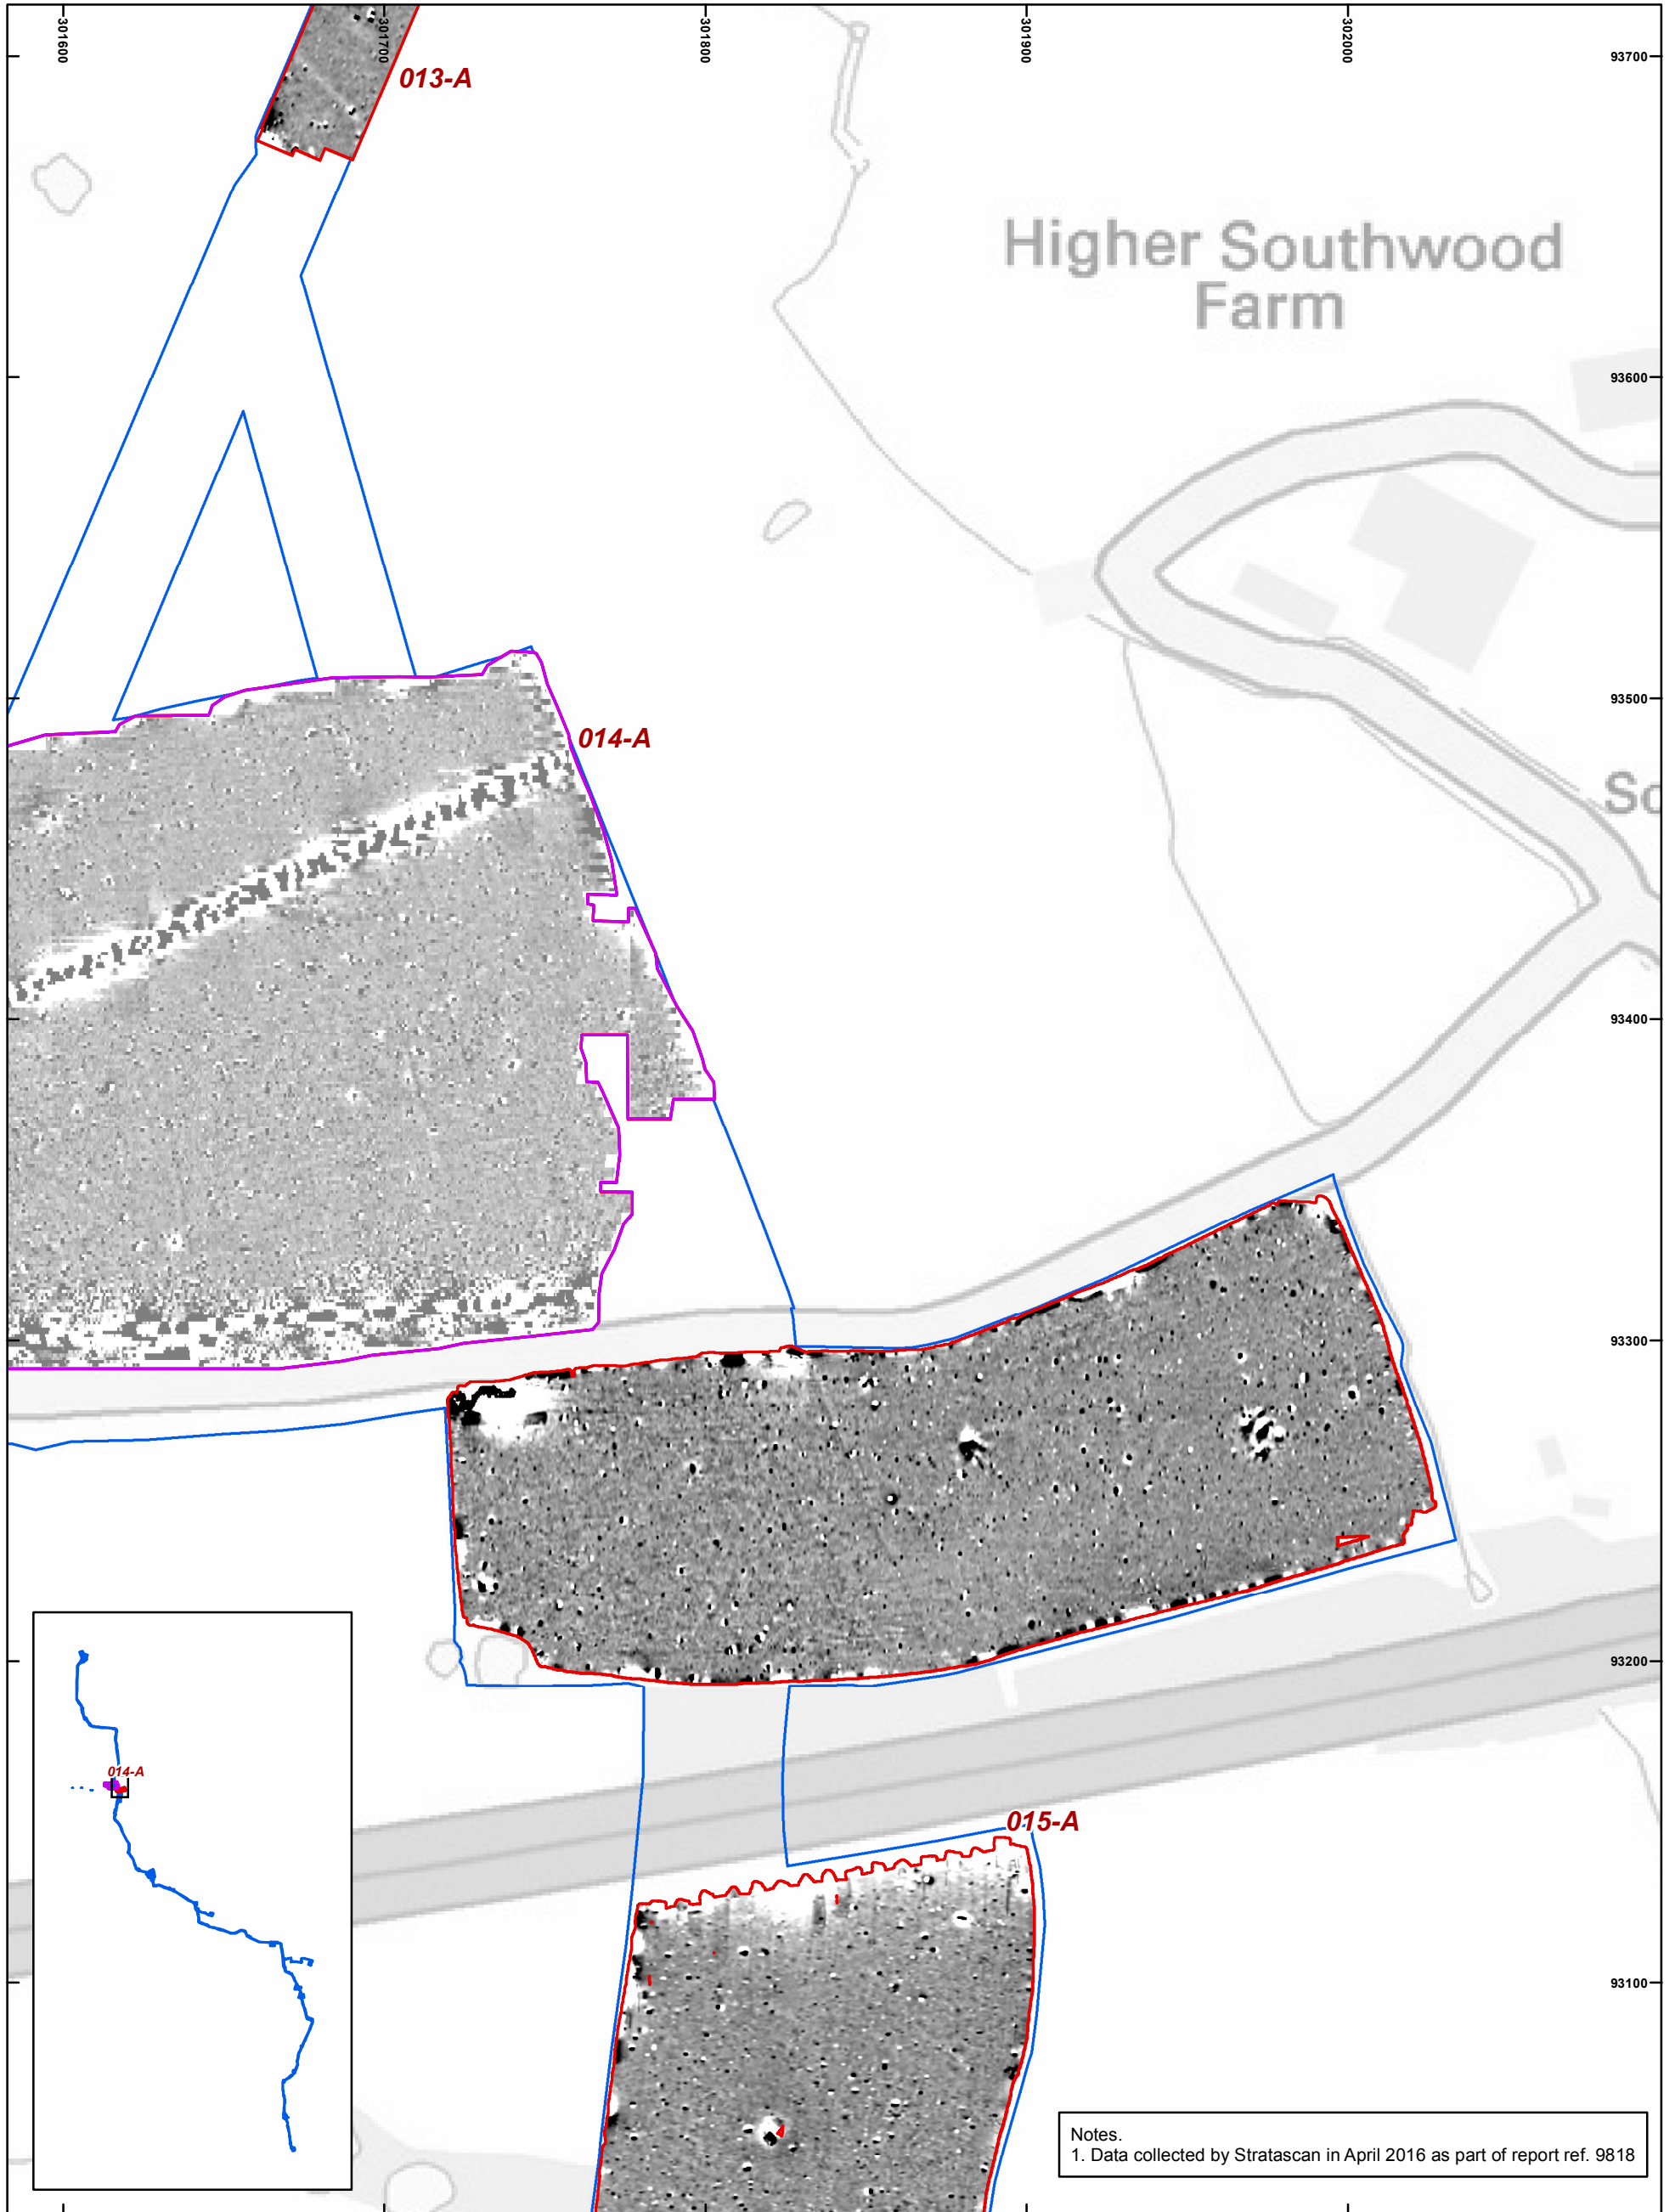 301600
301700
301800
301900
302000
93700
013-A
Higher Southwood
Farm
93600
93500
014-A
So
93400
93300
93200
014-A
015-A
93100
Notes.
1. Data collected by Stratascan in April 2016 as part of report ref. 9818